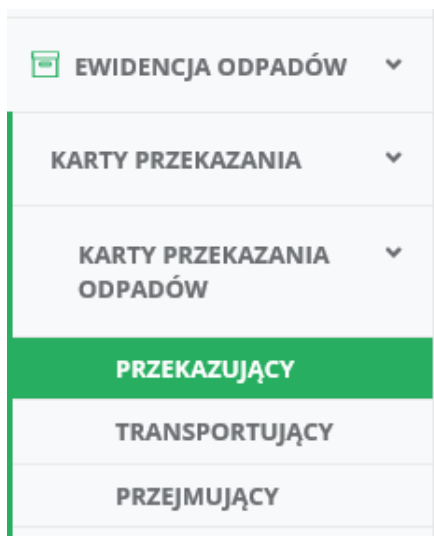 EWIDENCJA ODPADÓW
KARTY PRZEKAZANIA
KARTY PRZEKAZANIA
ODPADÓW
PRZEKAZUJĄCY
TRANSPORTUJĄCY
PRZEJMUJĄCY